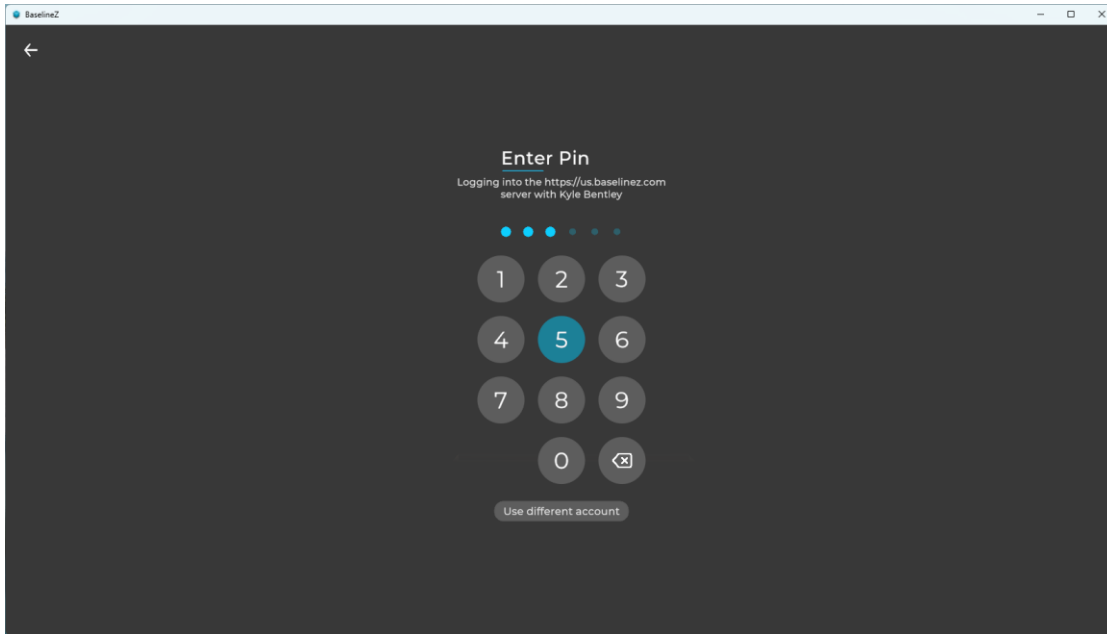 BaselineZ
Enter Pin
Logging into the https://us.baselinez.com
server with Kyle Bentley
1 2 3
4 5 6
7 8 9
0
Use different account